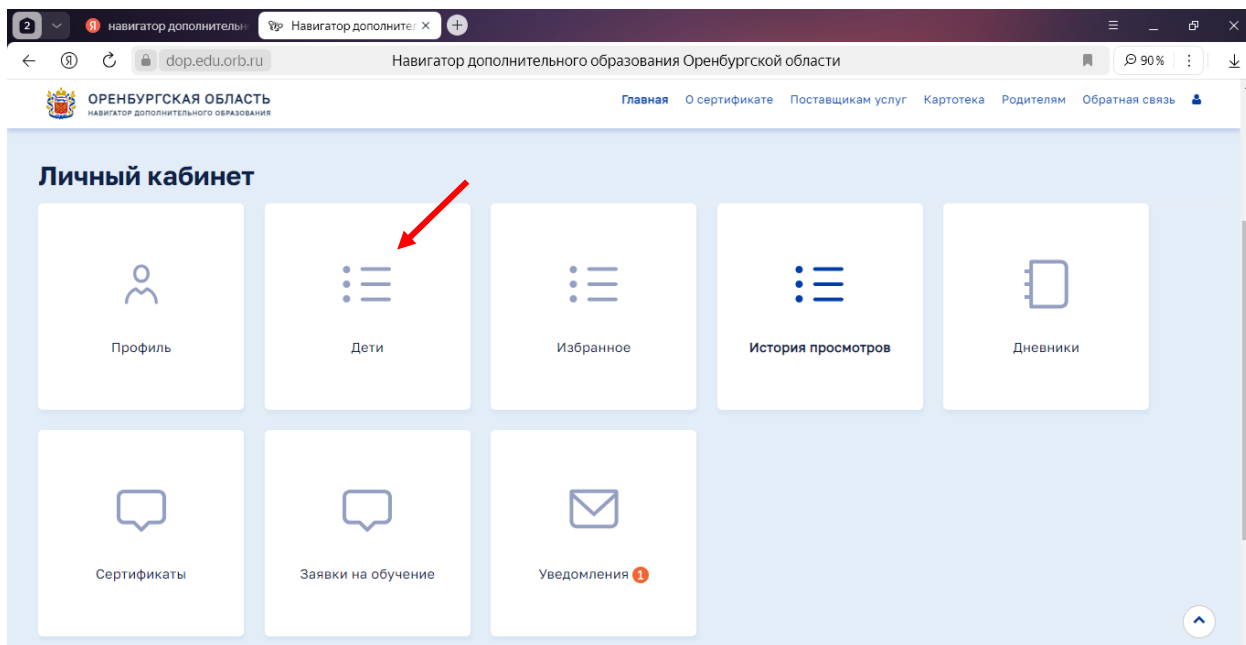 2
навигатор дополнительн
Навигатор дополнител
dop.edu.orb.ru
Навигатор дополнительного образования Оренбургской области
90 %
ОРЕНБУРГСКАЯ ОБЛАСТЬ
НАВИГАТОР ДОПОЛНИТЕЛЬНОГО ОБРАЗОВАНИЯ
Главная О сертификате Поставщикам услуг Картотека Родителям Обратная связь
Личный кабинет
Профиль
Дети
Избранное
История просмотров
Дневники
Сертификаты
Заявки на обучение
Уведомления 1